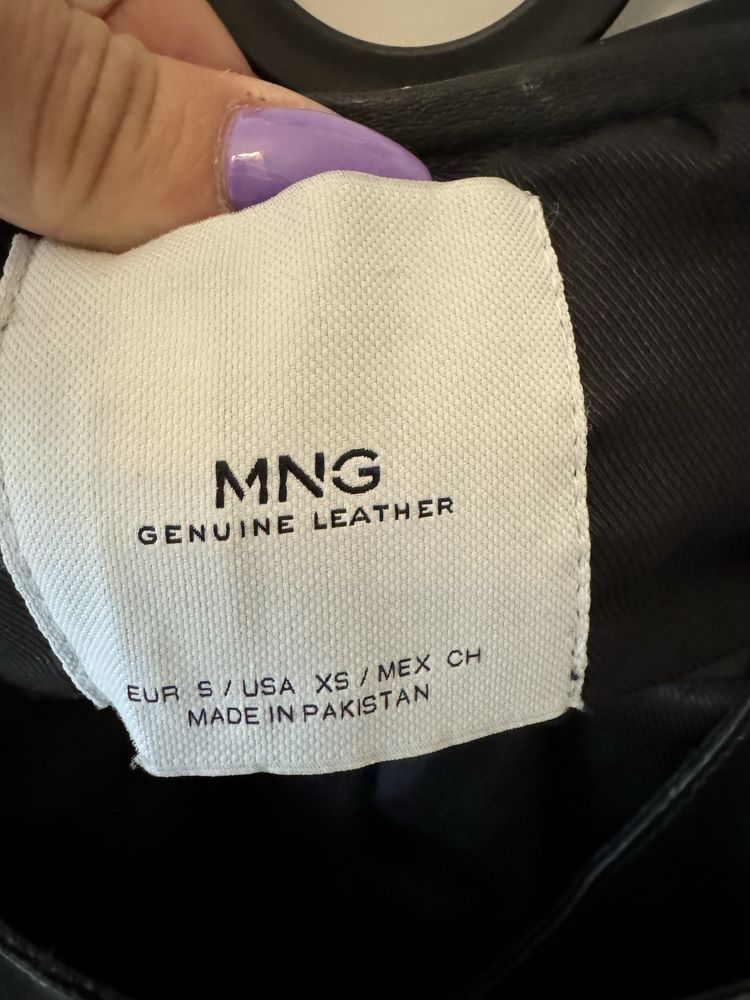 MNG
GENUINE LEATHER
EUR S / USA XS / MEX CH
MADE IN PAKISTAN